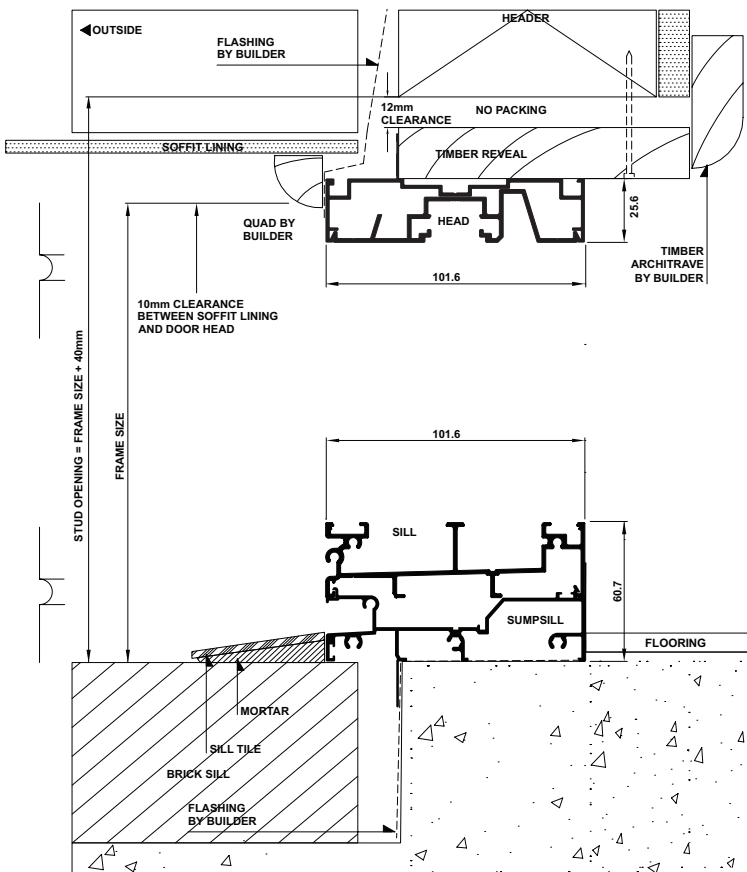 OUTSIDE
FLASHING
BY BUILDER
HEADER
12mm
CLEARANCE
NO PACKING
SOFFIT LINING
TIMBER REVEAL
HEAD
25.6
QUAD BY
BUILDER
TIMBER
ARCHITRAVE
BY BUILDER
101.6
10mm CLEARANCE
BETWEEN SOFFIT LINING
AND DOOR HEAD
STUD OPENING = FRAME SIZE + 40mm
FRAME SIZE
101.6
SILL
60.7
SUMPSILL
FLOORING
MORTAR
SILL TILE
BRICK SILL
FLASHING
BY BUILDER